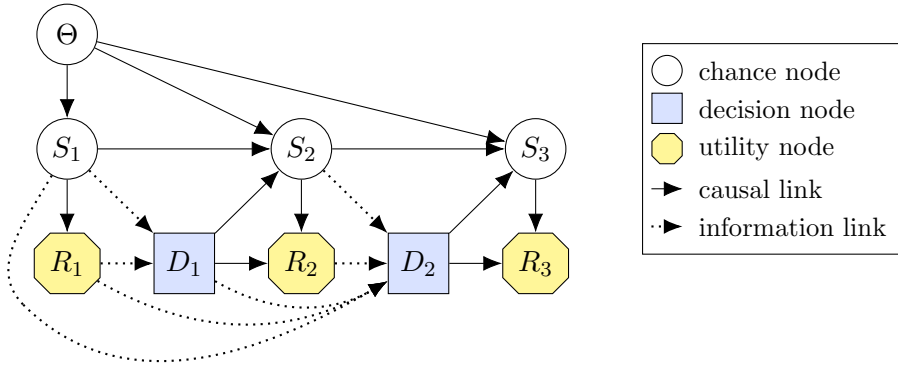 Θ
S₁ S₂ S₃
R₁ D₁ R₂ D₂ R₃
chance node
decision node
utility node
causal link
information link